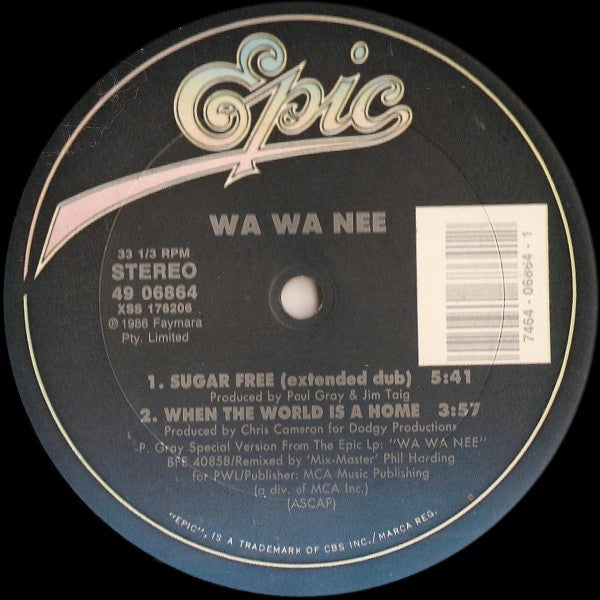 Epic
WA WA NEE
33 1/3 RPM
STEREO
49 06864
XSS 176206
℗ 1986 Faymara
Pty. Limited
7464 - 06864 - 1
1. SUGAR FREE (extended dub) 5:41
Produced by Paul Gray & Jim Taig
2. WHEN THE WORLD IS A HOME 3:57
Produced by Chris Cameron for Dodgy Productions
-P. Gray Special Version From The Epic Lp: "WA WA NEE"
BFE 40858/Remixed by 'Mix-Master' Phil Harding
for PWL/Publisher: MCA Music Publishing
(a div. of MCA Inc.)
(ASCAP)
"EPIC", IS A TRADEMARK OF CBS INC./MARCA REG.